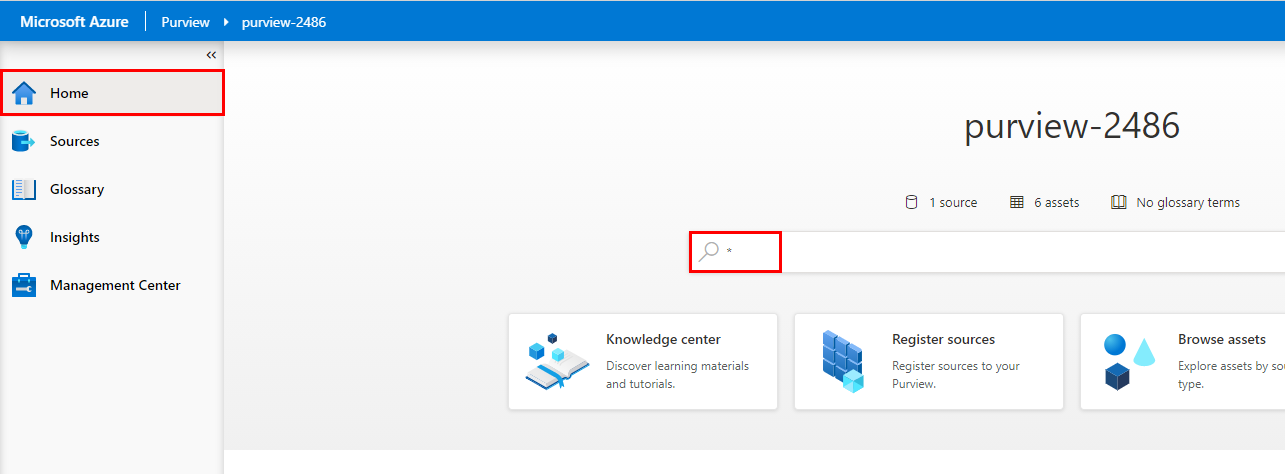 Microsoft Azure Purview purview-2486
«
Home
Sources
Glossary
Insights
Management Center
purview-2486
1 source 6 assets No glossary terms
*
Knowledge center
Discover learning materials
and tutorials.
Register sources
Register sources to your
Purview.
Browse assets
Explore assets by
type.